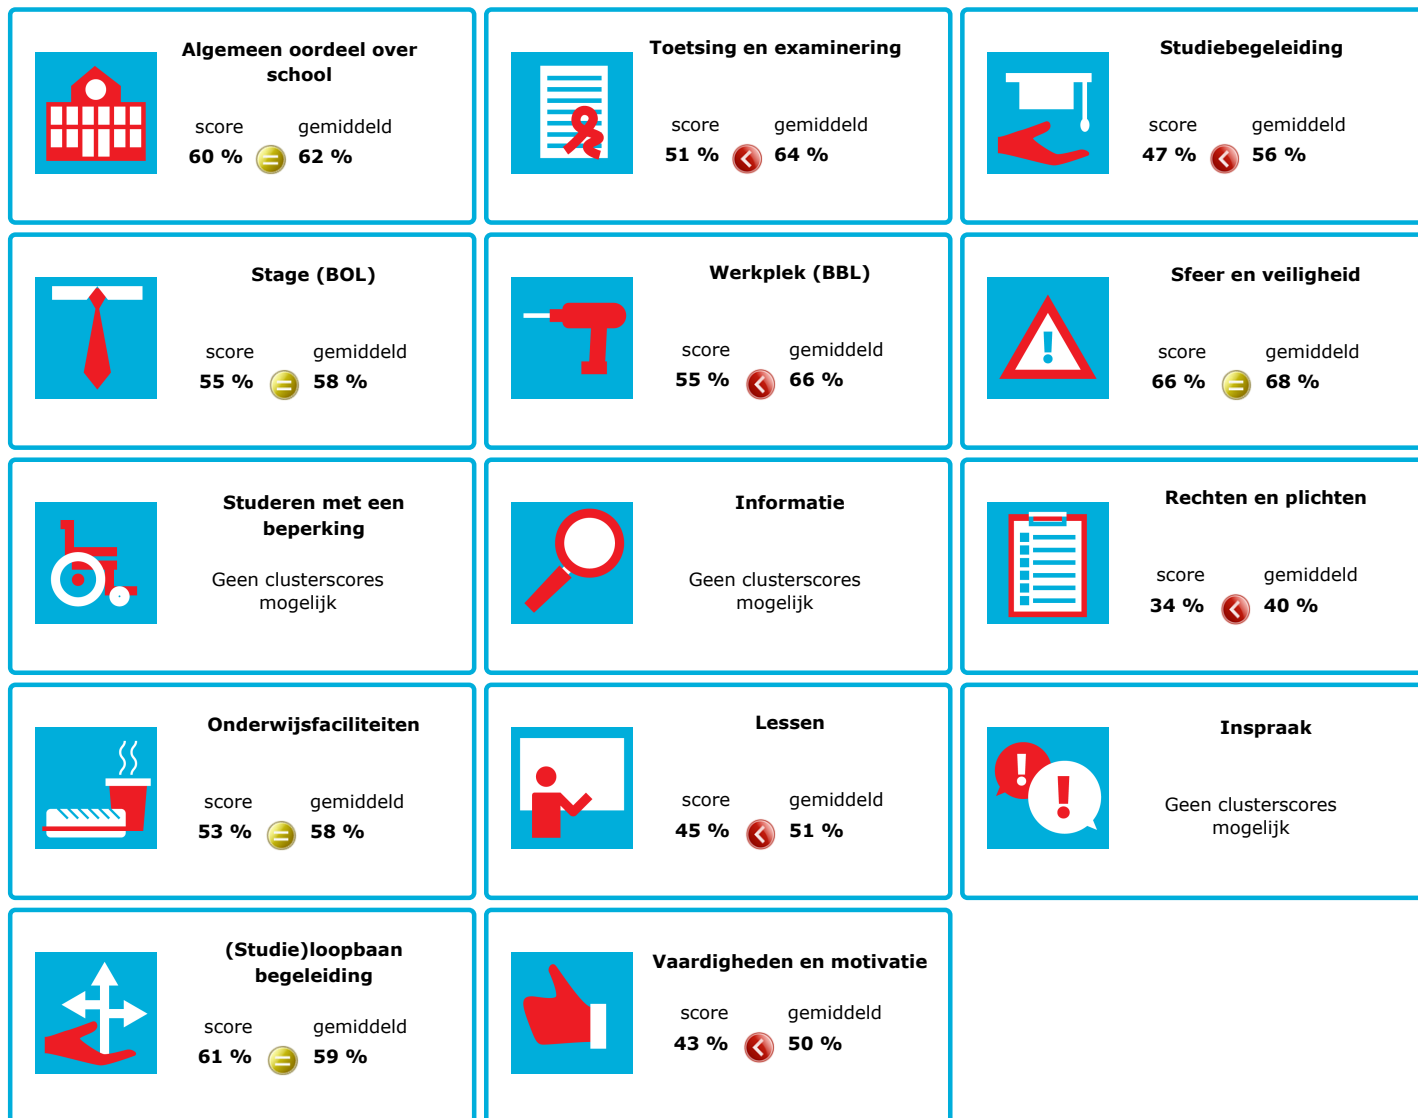 Algemeen oordeel over
school
score gemiddeld
60 % = 62 %
Toetsing en examinering
score gemiddeld
51 % < 64 %
Studiebegeleiding
score gemiddeld
47 % < 56 %
Stage (BOL)
score gemiddeld
55 % = 58 %
Werkplek (BBL)
score gemiddeld
55 % < 66 %
Sfeer en veiligheid
!
score gemiddeld
66 % = 68 %
Studeren met een
beperking
Geen clusterscores
mogelijk
Informatie
Geen clusterscores
mogelijk
Rechten en plichten
score gemiddeld
34 % < 40 %
Onderwijsfaciliteiten
score gemiddeld
53 % = 58 %
Lessen
score gemiddeld
45 % < 51 %
Inspraak
! !
Geen clusterscores
mogelijk
(Studie)loopbaan
begeleiding
score gemiddeld
61 % = 59 %
Vaardigheden en motivatie
score gemiddeld
43 % < 50 %